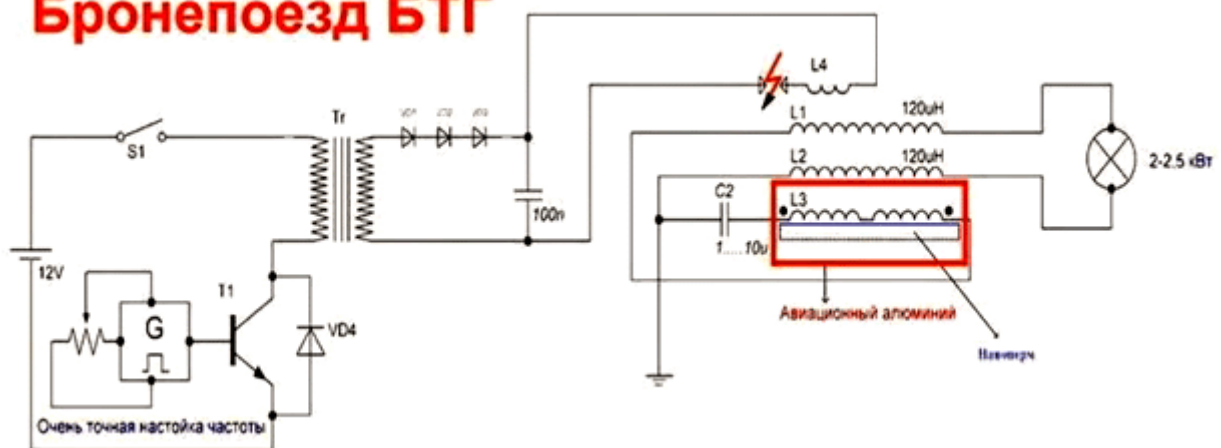 Бронепоезд БТГ
L4
Tr
VD1
S1
L1
120uH
L2
120uH
2-2.5 кВт
C2
L3
100n
1.....10u
12V
T1
G
VD4
Авиационный алюминий
Очень точная настойка частоты